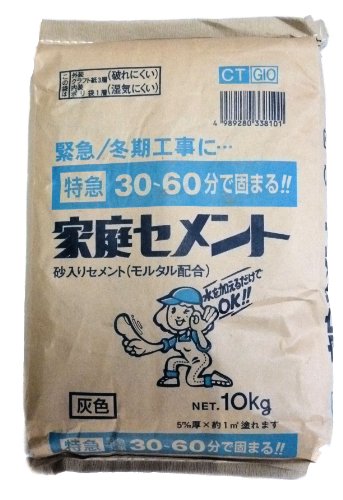 この袋は
外装 クラフト紙3層 (破れにくい)
内装 ポリ袋1層 (湿気にくい)
CT G10
4 989280 338101
緊急/冬期工事に…
特急 30~60分で固まる!!
家庭セメント
砂入りセメント(モルタル配合)
水を加えるだけで
OK!!
灰色
NET.10kg
5%厚×約1㎡塗れます
特急 30~60分で固まる!!